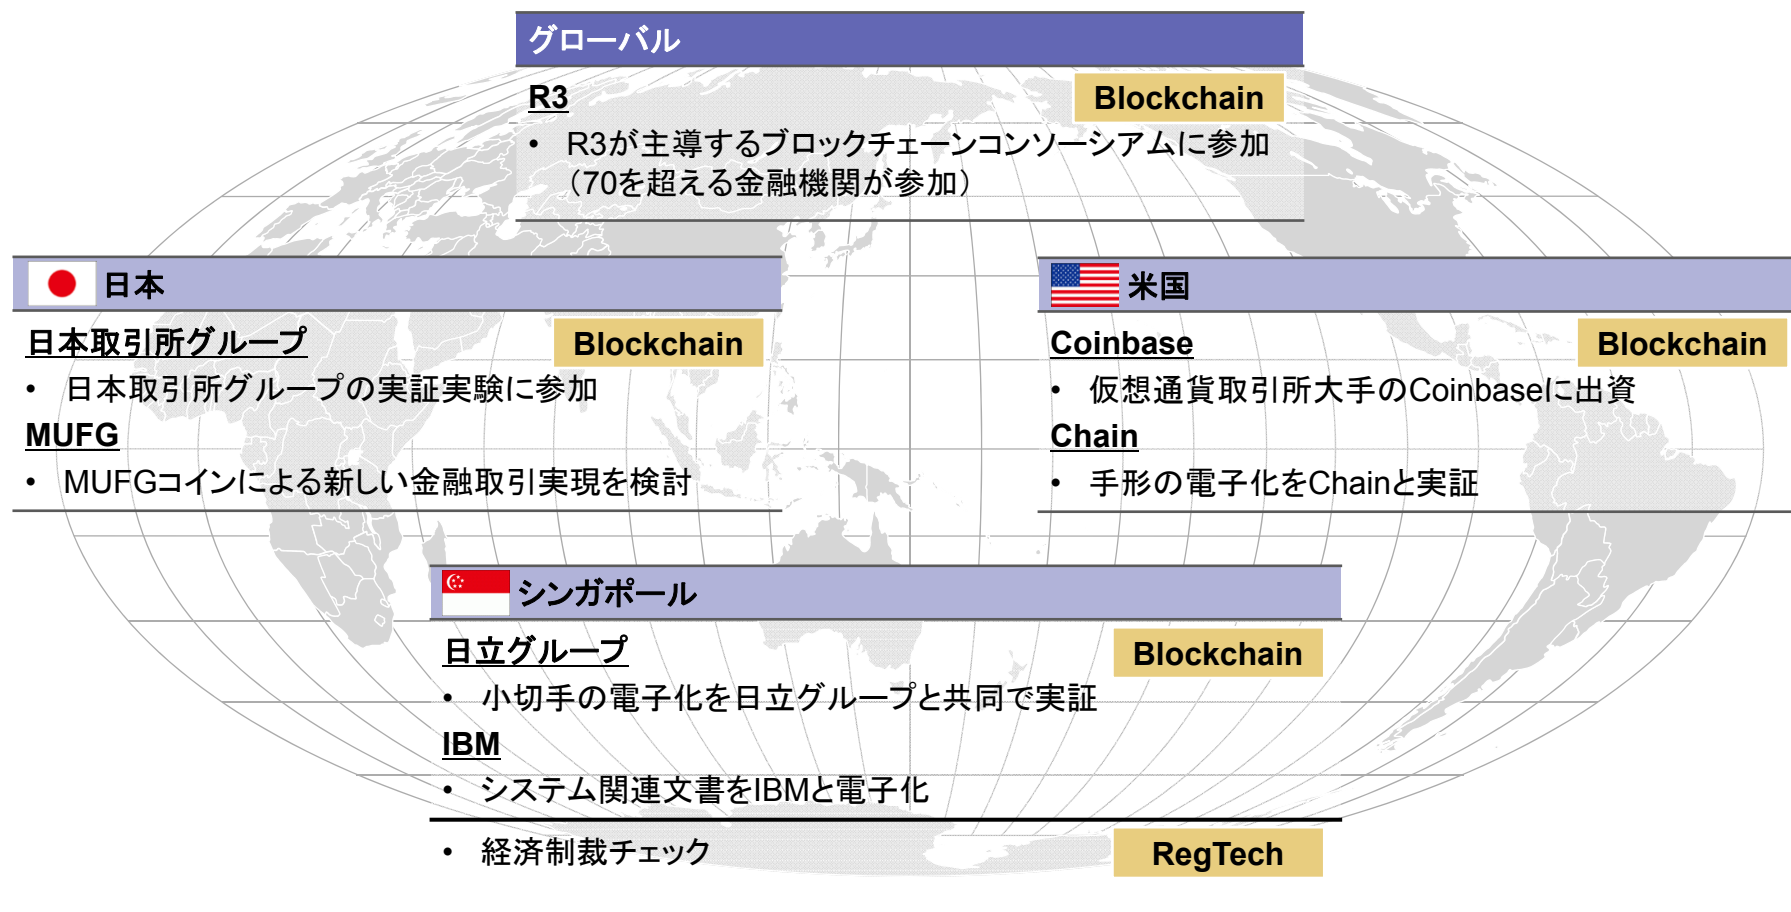 グローバル
R3
Blockchain
• R3が主導するブロックチェーンコンソーシアムに参加
（70を超える金融機関が参加）
日本
日本取引所グループ
Blockchain
• 日本取引所グループの実証実験に参加
MUFG
• MUFGコインによる新しい金融取引実現を検討
米国
Coinbase
Blockchain
• 仮想通貨取引所大手のCoinbaseに出資
Chain
• 手形の電子化をChainと実証
シンガポール
日立グループ
Blockchain
• 小切手の電子化を日立グループと共同で実証
IBM
• システム関連文書をIBMと電子化
• 経済制裁チェック
RegTech